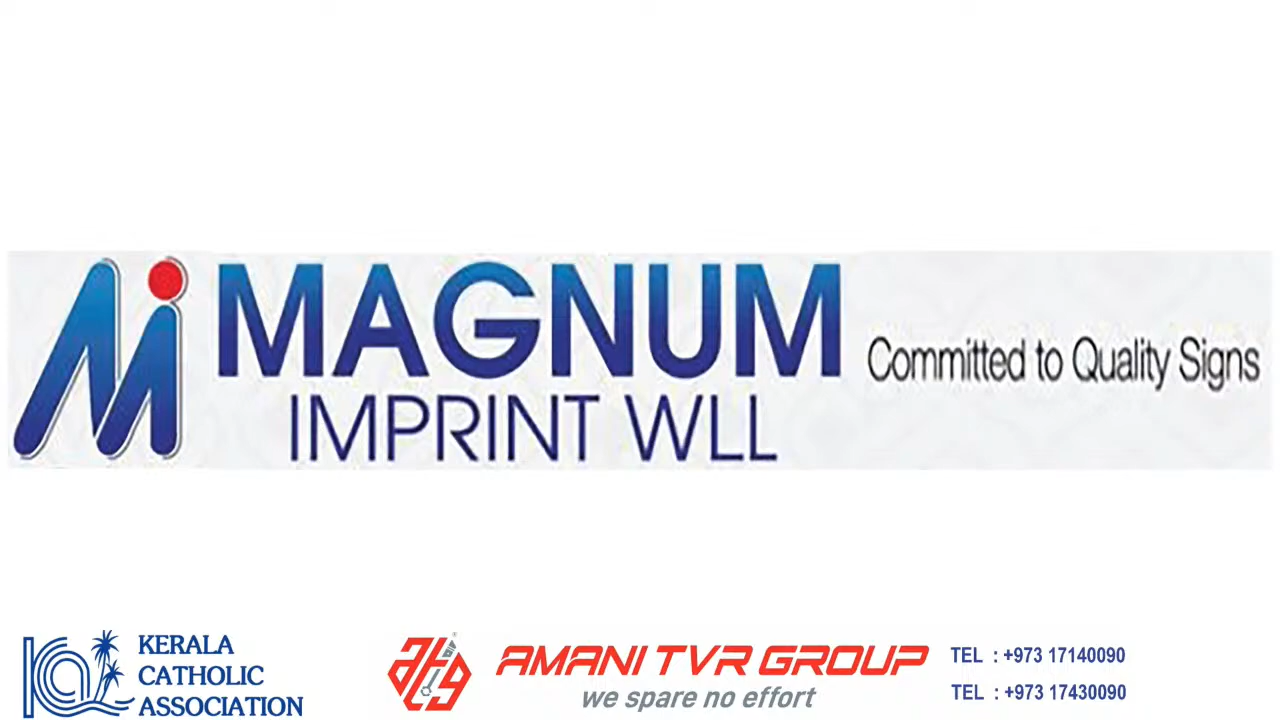 MAGNUM
IMPRINT WLL
Committed to Quality Signs
KERALA
CATHOLIC
ASSOCIATION
atg
AMANI TVR GROUP
we spare no effort
TEL : +973 17140090
TEL : +973 17430090